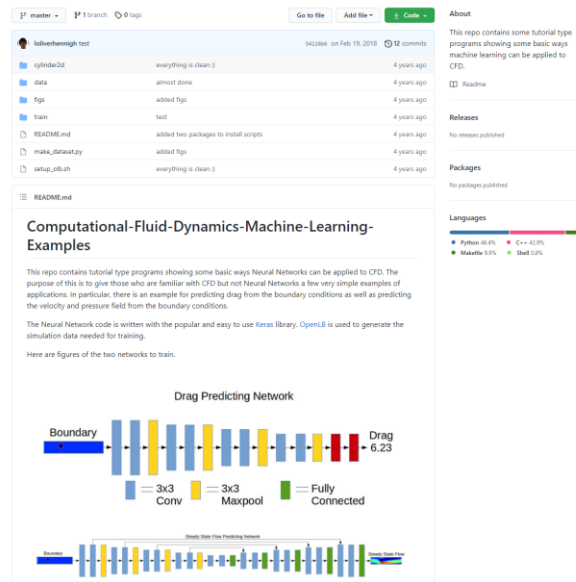 master
1 branch
0 tags
Go to file
Add file
Code
loliverhennigh test
on Feb 19, 2018
12 commits
cylinder2d
everything is clean :)
4 years ago
data
almost done
4 years ago
figs
added figs
4 years ago
train
test
4 years ago
README.md
added two packages to install scripts
4 years ago
make_dataset.py
added figs
4 years ago
setup_olb.sh
everything is clean :)
4 years ago
README.md
Computational-Fluid-Dynamics-Machine-Learning-
Examples
This repo contains tutorial type programs showing some basic ways Neural Networks can be applied to CFD. The
purpose of this is to give those who are familiar with CFD but not Neural Networks a few very simple examples of
applications. In particular, there is an example for predicting drag from the boundary conditions as well as predicting
the velocity and pressure field from the boundary conditions.
The Neural Network code is written with the popular and easy to use Keras library. OpenLB is used to generate the
simulation data needed for training.
Here are figures of the two networks to train.
Drag Predicting Network
Boundary
Drag
6.23
= 3x3
Conv
= 3x3
Maxpool
= Fully
Connected
Steady State Flow Predicting Network
Boundary
Steady State Flow
About
This repo contains some tutorial type
programs showing some basic ways
machine learning can be applied to
CFD.
Readme
Releases
No releases published
Packages
No packages published
Languages
Python 46.4%
C++ 42.9%
Makefile 9.9%
Shell 0.8%